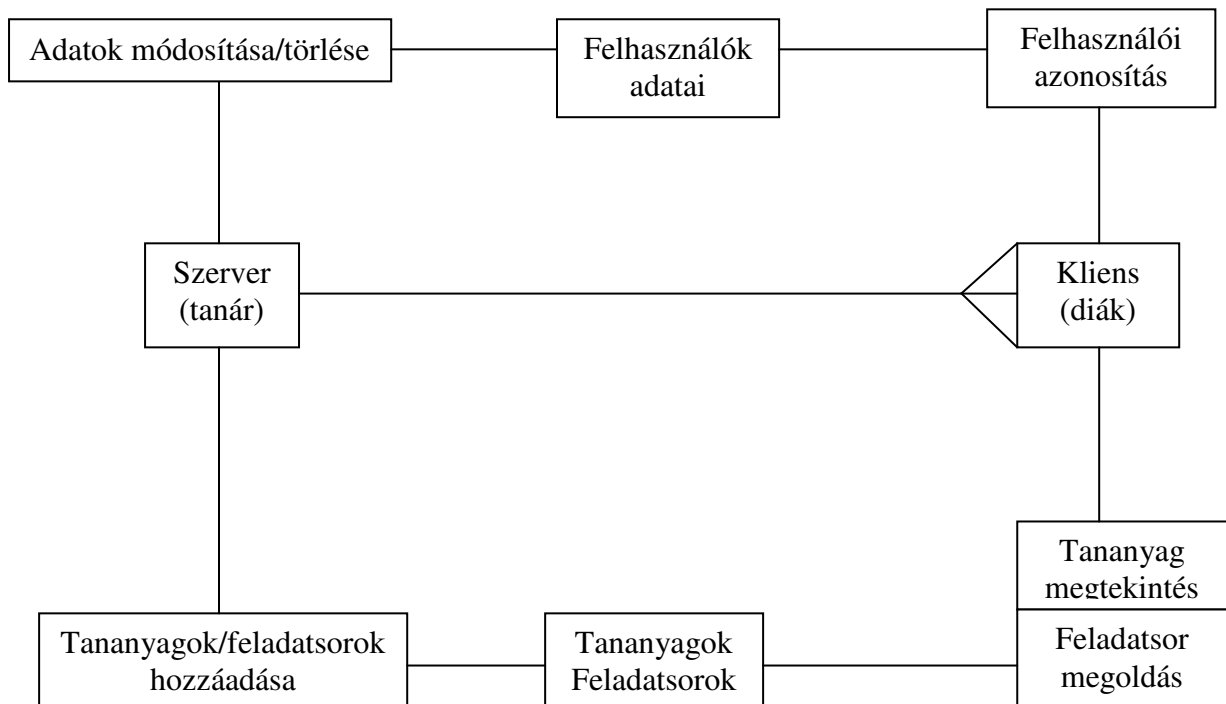 Adatok módosítása/törlése
Felhasználók
adatai
Felhasználói
azonosítás
Szerver
(tanár)
Kliens
(diák)
Tananyag
megtekintés
Tananyagok/feladatsorok
hozzáadása
Tananyagok
Feladatsorok
Feladatsor
megoldás